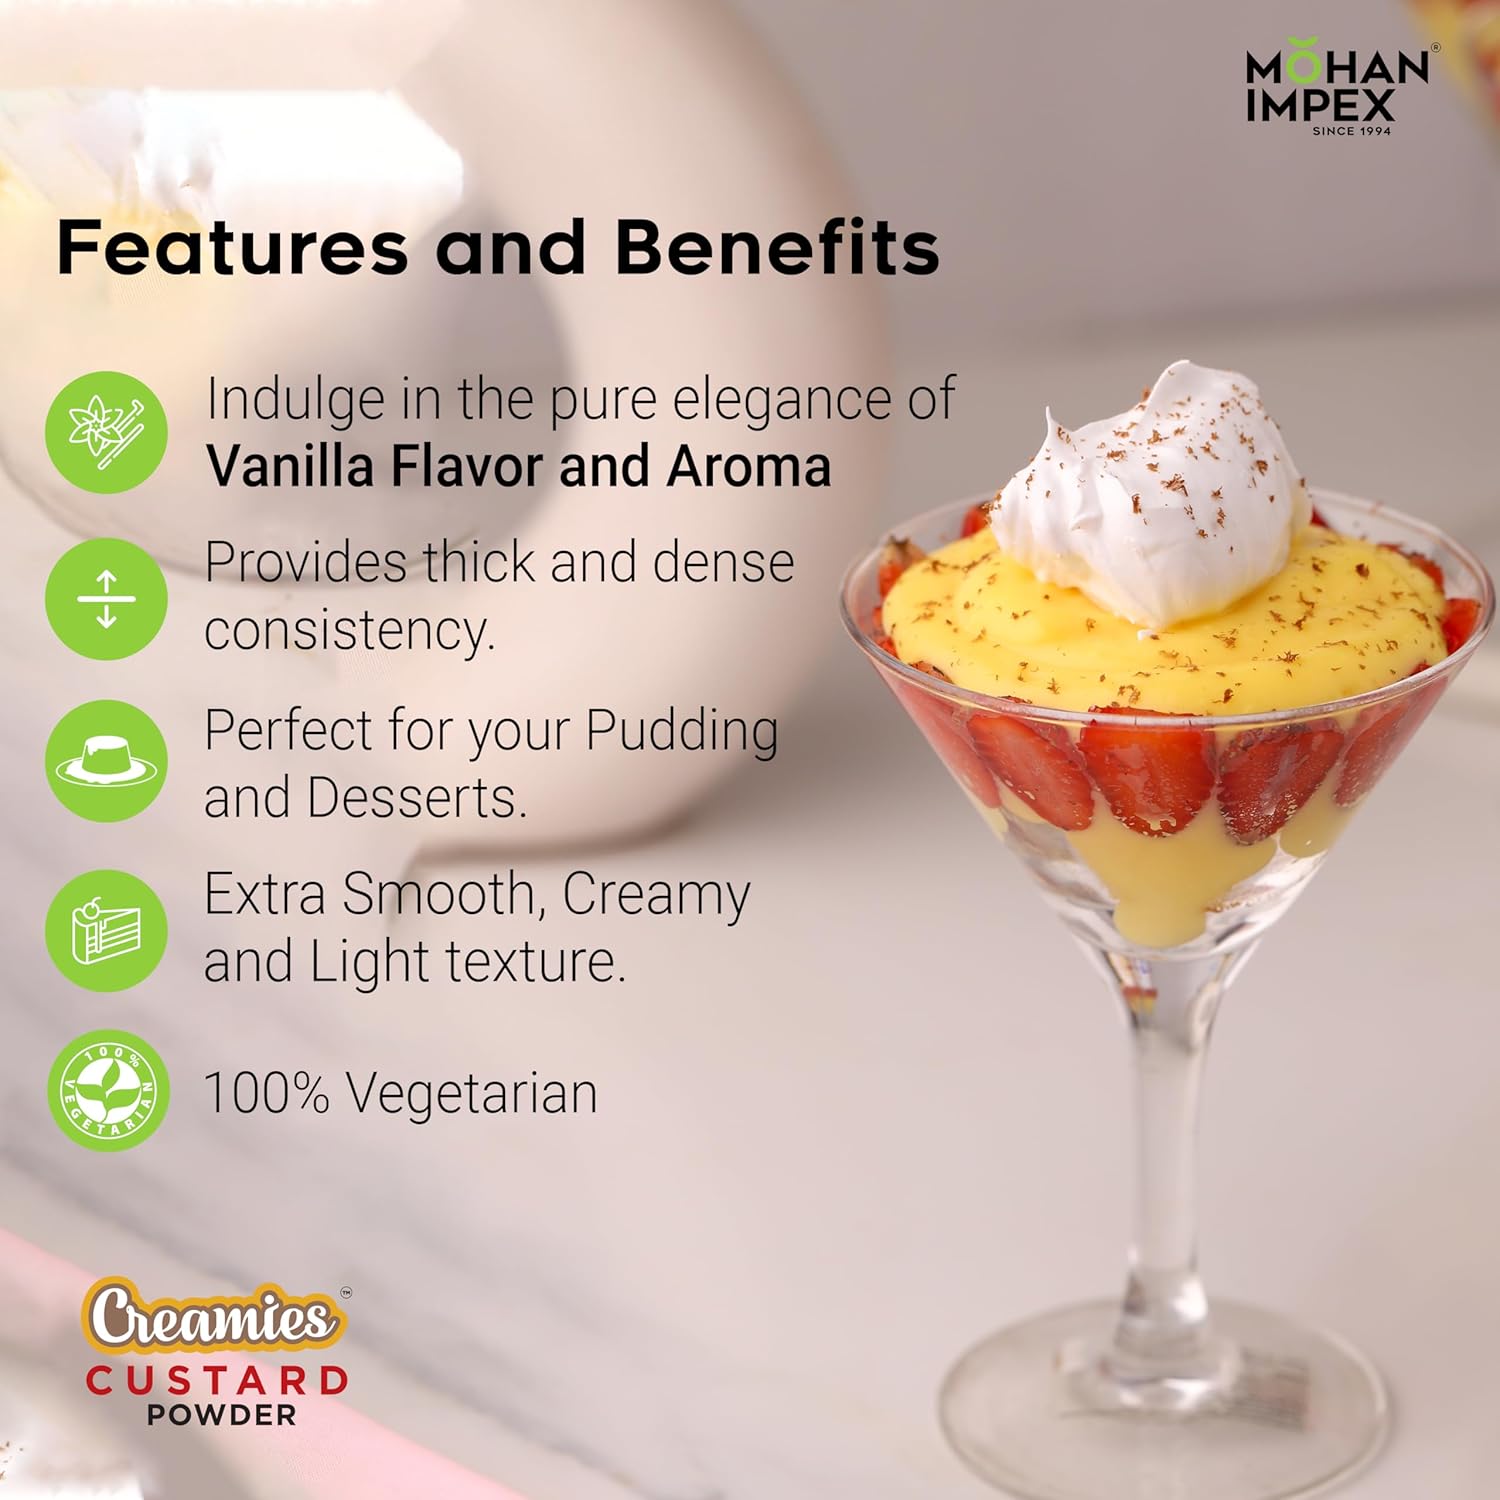 MOHAN®
IMPEX
SINCE 1994
Features and Benefits
Indulge in the pure elegance of
Vanilla Flavor and Aroma
Provides thick and dense
consistency.
Perfect for your Pudding
and Desserts.
Extra Smooth, Creamy
and Light texture.
100% VEGETARIAN
100% Vegetarian
Creamies™
CUSTARD
POWDER